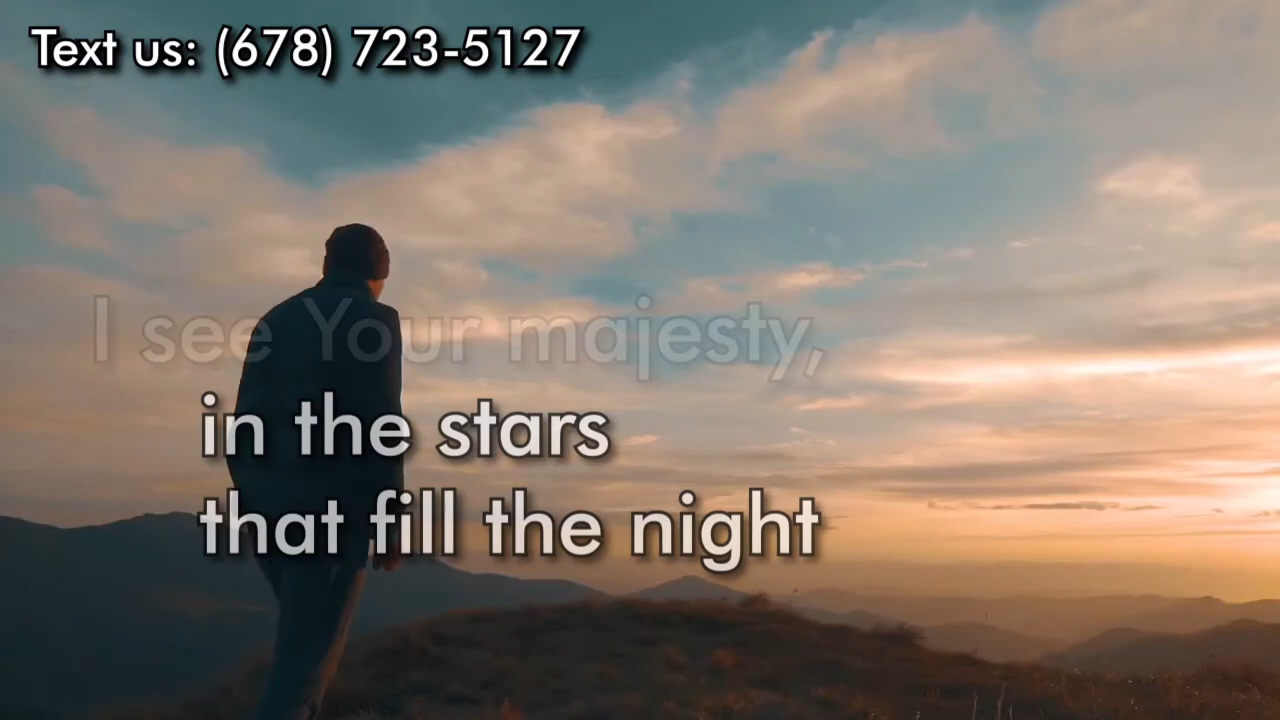 Text us: (678) 723-5127
I see Your majesty,
in the stars
that fill the night